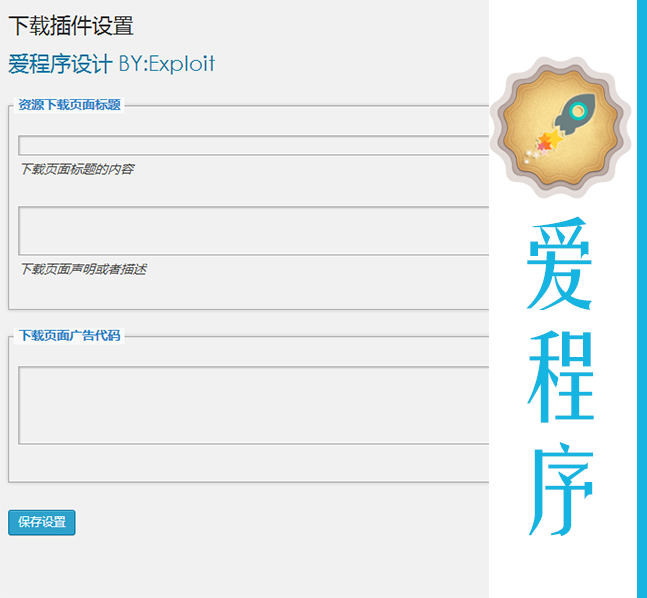 下载插件设置
爱程序设计 BY:Exploit
资源下载页面标题
下载页面标题的内容
下载页面声明或者描述
下载页面广告代码
保存设置
爱程序